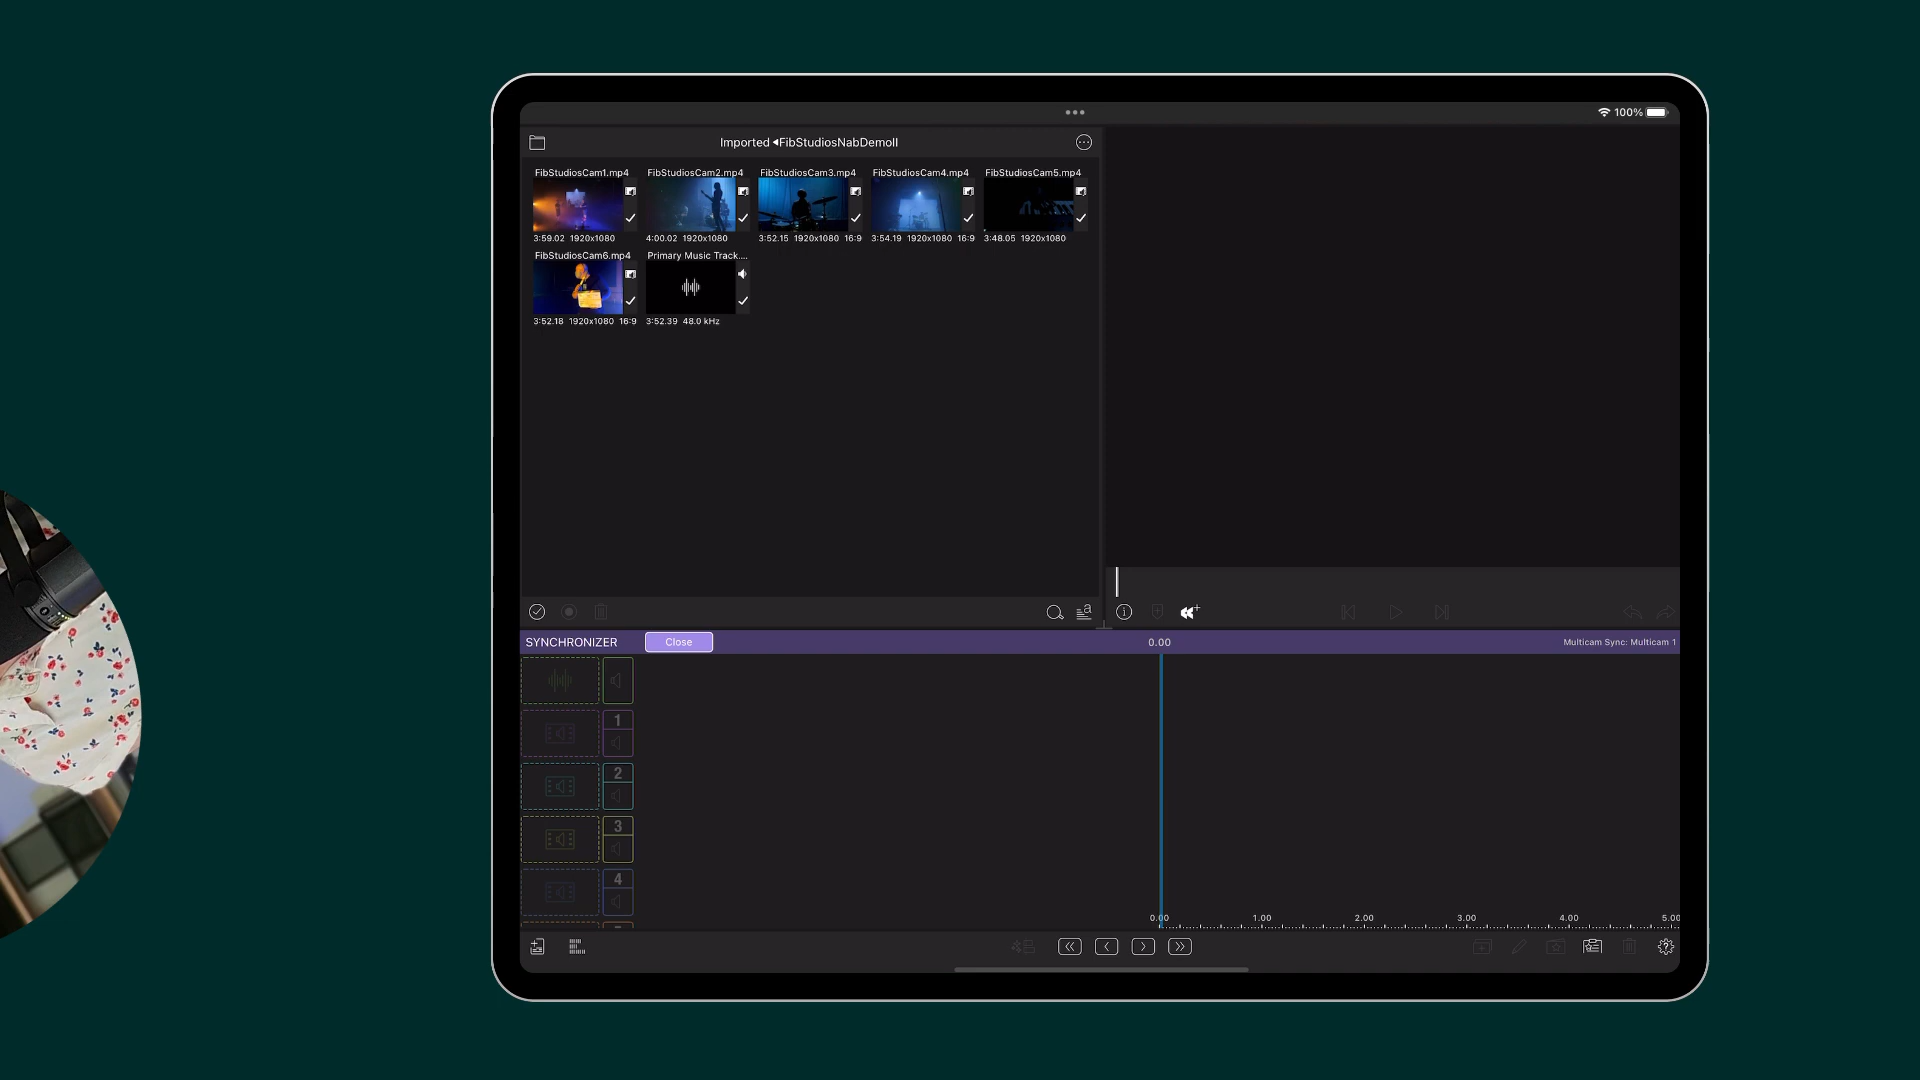 100%
Imported ◂FibStudiosNabDemoII
FibStudiosCam1.mp4 FibStudiosCam2.mp4 FibStudiosCam3.mp4 FibStudiosCam4.mp4 FibStudiosCam5.mp4
3:59.02 1920x1080 4:00.02 1920x1080 3:52.15 1920x1080 16:9 3:54.19 1920x1080 16:9 3:48.05 1920x1080
FibStudiosCam6.mp4 Primary Music Track....
3:52.18 1920x1080 16:9 3:52.39 48.0 kHz
SYNCHRONIZER Close 0.00 Multicam Sync: Multicam 1
1
2
3
4
0.00 1.00 2.00 3.00 4.00 5.00